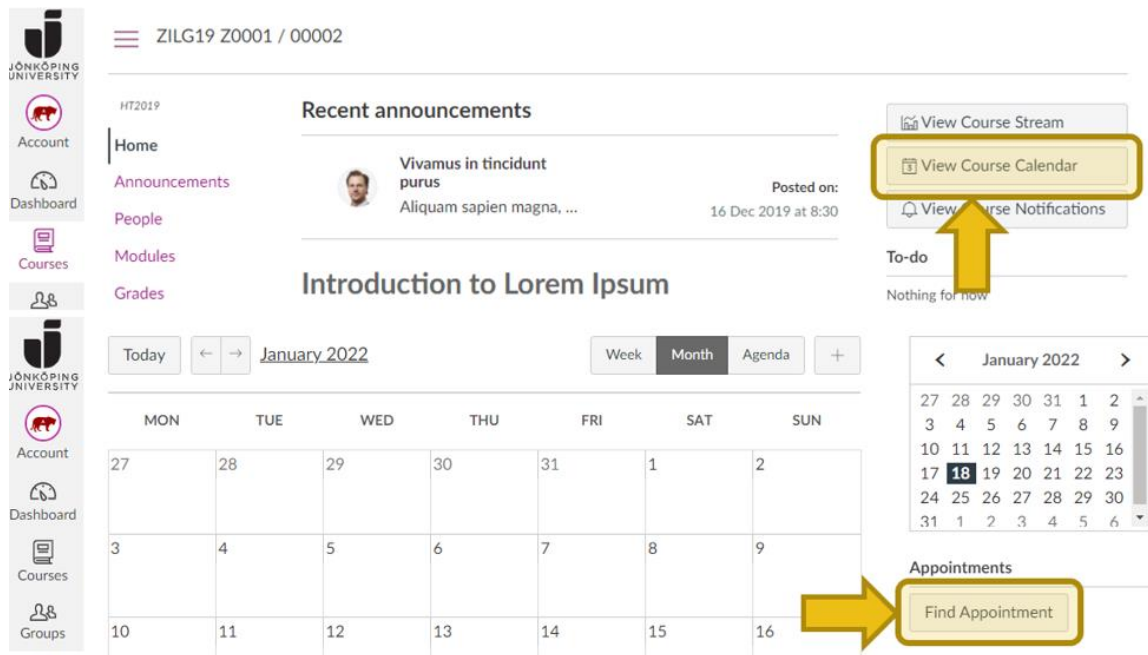 JÖNKÖPING
UNIVERSITY
Account
Dashboard
Courses
ZILG19 Z0001 / 00002
HT2019
Home
Announcements
People
Modules
Grades
Recent announcements
Vivamus in tincidunt
purus
Aliquam sapien magna, ...
Posted on:
16 Dec 2019 at 8:30
Introduction to Lorem Ipsum
View Course Stream
View Course Calendar
View Course Notifications
To-do
Nothing for now
JÖNKÖPING
UNIVERSITY
Account
Dashboard
Courses
Groups
Today ← → January 2022 Week Month Agenda +
MON TUE WED THU FRI SAT SUN
27 28 29 30 31 1 2
3 4 5 6 7 8 9
10 11 12 13 14 15 16
< January 2022 >
27 28 29 30 31 1 2
3 4 5 6 7 8 9
10 11 12 13 14 15 16
17 18 19 20 21 22 23
24 25 26 27 28 29 30
31 1 2 3 4 5 6
Appointments
Find Appointment